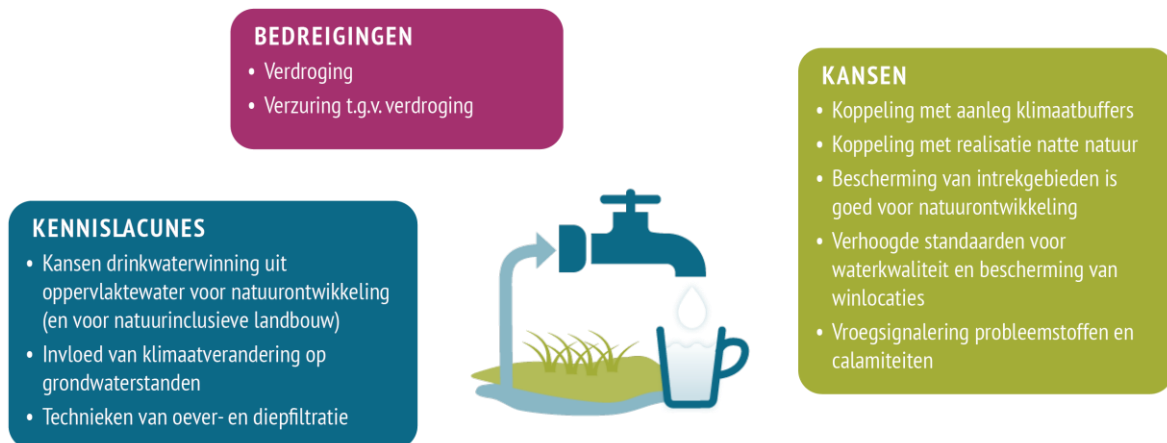 BEDREIGINGEN
• Verdroging
• Verzuring t.g.v. verdroging
KENNISLACUNES
• Kansen drinkwaterwinning uit
oppervlaktewater voor natuurontwikkeling
(en voor natuurinclusieve landbouw)
• Invloed van klimaatverandering op
grondwaterstanden
• Technieken van oever- en diepfiltratie
KANSEN
• Koppeling met aanleg klimaatbuffers
• Koppeling met realisatie natte natuur
• Bescherming van intrekgebieden is
goed voor natuurontwikkeling
• Verhoogde standaarden voor
waterkwaliteit en bescherming van
winlocaties
• Vroegsignalering probleemstoffen en
calamiteiten